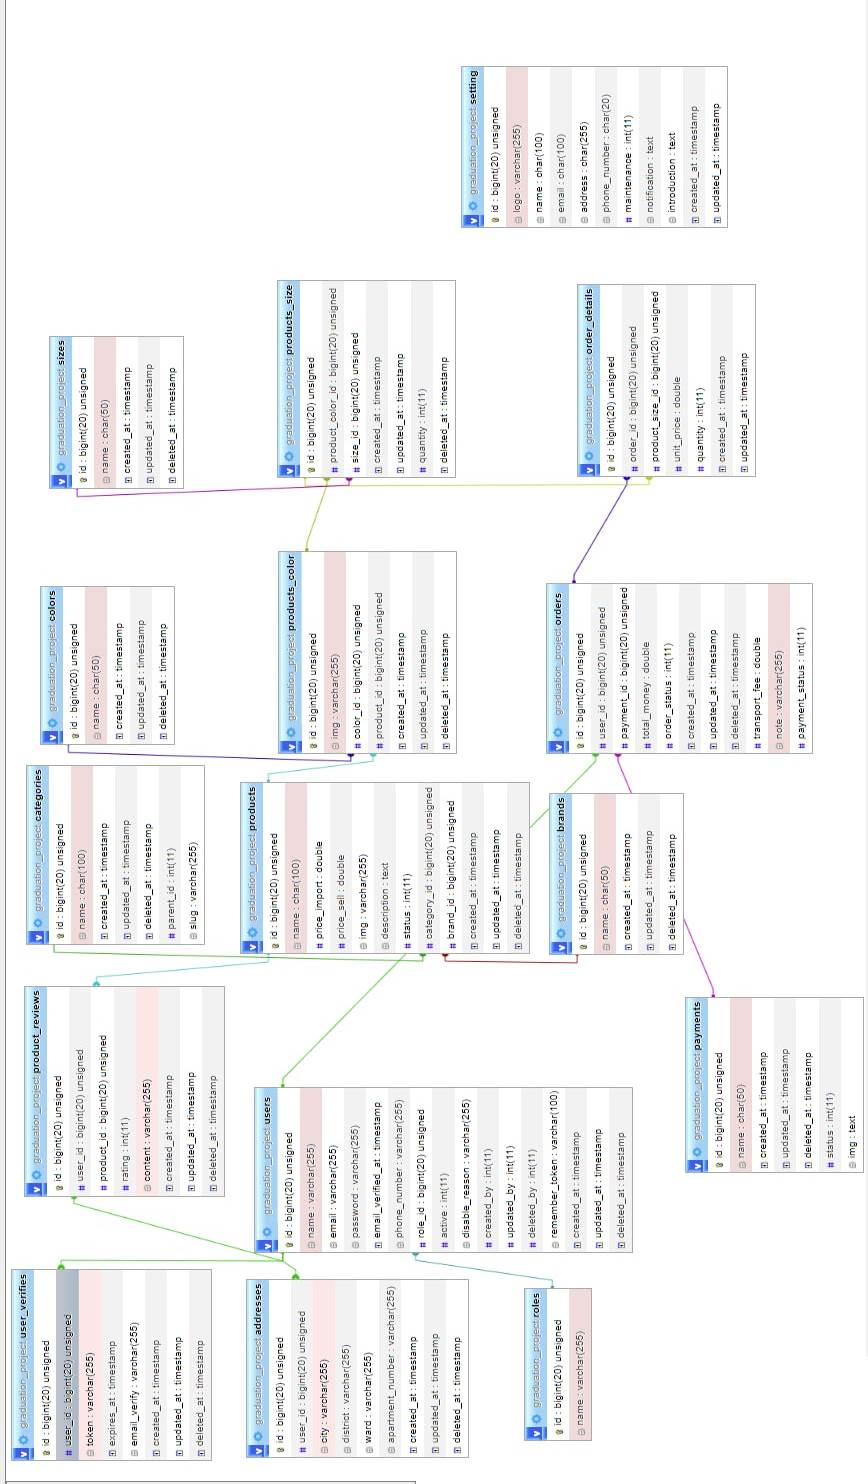 graduation_project user_verifies
id : bigint(20) unsigned
user_id : bigint(20) unsigned
token : varchar(255)
expires_at : timestamp
email_verify : varchar(255)
created_at : timestamp
updated_at : timestamp
deleted_at : timestamp
graduation_project product_reviews
id : bigint(20) unsigned
user_id : bigint(20) unsigned
product_id : bigint(20) unsigned
rating : int(11)
content : varchar(255)
created_at : timestamp
updated_at : timestamp
deleted_at : timestamp
graduation_project categories
id : bigint(20) unsigned
name : char(100)
created_at : timestamp
updated_at : timestamp
deleted_at : timestamp
parent_id : int(11)
slug : varchar(255)
graduation_project colors
id : bigint(20) unsigned
name : char(50)
created_at : timestamp
updated_at : timestamp
deleted_at : timestamp
graduation_project sizes
id : bigint(20) unsigned
name : char(50)
created_at : timestamp
updated_at : timestamp
deleted_at : timestamp
graduation_project addresses
id : bigint(20) unsigned
user_id : bigint(20) unsigned
city : varchar(255)
district : varchar(255)
ward : varchar(255)
apartment_number : varchar(255)
created_at : timestamp
updated_at : timestamp
deleted_at : timestamp
graduation_project users
id : bigint(20) unsigned
name : varchar(255)
email : varchar(255)
password : varchar(255)
email_verified_at : timestamp
phone_number : varchar(255)
role_id : bigint(20) unsigned
active : int(11)
disable_reason : varchar(255)
created_by : int(11)
updated_by : int(11)
deleted_by : int(11)
remember_token : varchar(100)
created_at : timestamp
updated_at : timestamp
deleted_at : timestamp
graduation_project products
id : bigint(20) unsigned
name : char(100)
price_import : double
price_sell : double
img : varchar(255)
description : text
status : int(11)
category_id : bigint(20) unsigned
brand_id : bigint(20) unsigned
created_at : timestamp
updated_at : timestamp
deleted_at : timestamp
graduation_project products_color
id : bigint(20) unsigned
img : varchar(255)
color_id : bigint(20) unsigned
product_id : bigint(20) unsigned
created_at : timestamp
updated_at : timestamp
deleted_at : timestamp
graduation_project products_size
id : bigint(20) unsigned
product_color_id : bigint(20) unsigned
size_id : bigint(20) unsigned
created_at : timestamp
updated_at : timestamp
quantity : int(11)
deleted_at : timestamp
graduation_project roles
id : bigint(20) unsigned
name : varchar(255)
graduation_project brands
id : bigint(20) unsigned
name : char(50)
created_at : timestamp
updated_at : timestamp
deleted_at : timestamp
graduation_project orders
id : bigint(20) unsigned
user_id : bigint(20) unsigned
payment_id : bigint(20) unsigned
total_money : double
order_status : int(11)
created_at : timestamp
updated_at : timestamp
deleted_at : timestamp
transport_fee : double
note : varchar(255)
payment_status : int(11)
graduation_project order_details
id : bigint(20) unsigned
order_id : bigint(20) unsigned
product_size_id : bigint(20) unsigned
unit_price : double
quantity : int(11)
created_at : timestamp
updated_at : timestamp
graduation_project setting
id : bigint(20) unsigned
logo : varchar(255)
name : char(100)
email : char(100)
address : char(255)
phone_number : char(20)
maintenance : int(11)
notification : text
introduction : text
created_at : timestamp
updated_at : timestamp
graduation_project payments
id : bigint(20) unsigned
name : char(50)
created_at : timestamp
updated_at : timestamp
deleted_at : timestamp
status : int(11)
img : text